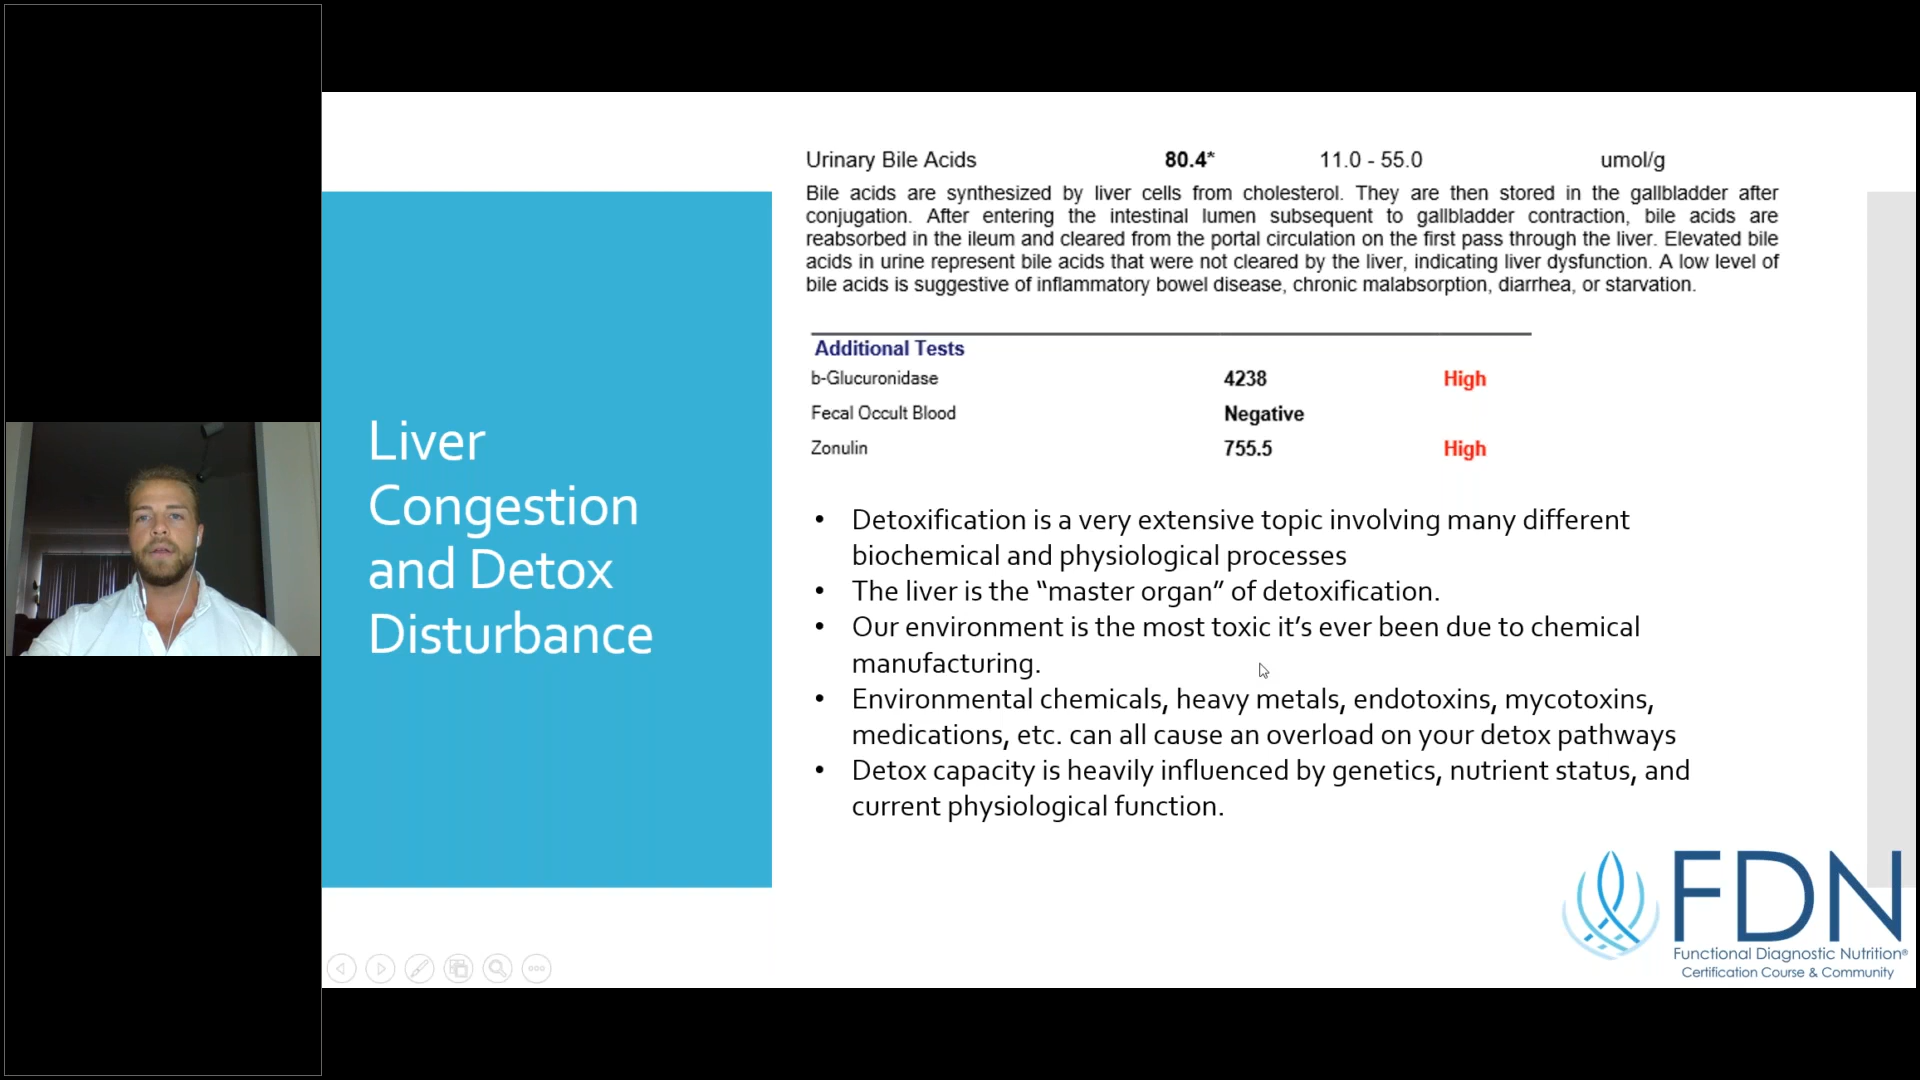 Liver
Congestion
and Detox
Disturbance
Urinary Bile Acids 80.4* 11.0 - 55.0 umol/g
Bile acids are synthesized by liver cells from cholesterol. They are then stored in the gallbladder after
conjugation. After entering the intestinal lumen subsequent to gallbladder contraction, bile acids are
reabsorbed in the ileum and cleared from the portal circulation on the first pass through the liver. Elevated bile
acids in urine represent bile acids that were not cleared by the liver, indicating liver dysfunction. A low level of
bile acids is suggestive of inflammatory bowel disease, chronic malabsorption, diarrhea, or starvation.
Additional Tests
b-Glucuronidase 4238 High
Fecal Occult Blood Negative
Zonulin 755.5 High
• Detoxification is a very extensive topic involving many different
biochemical and physiological processes
• The liver is the “master organ” of detoxification.
• Our environment is the most toxic it’s ever been due to chemical
manufacturing.
• Environmental chemicals, heavy metals, endotoxins, mycotoxins,
medications, etc. can all cause an overload on your detox pathways
• Detox capacity is heavily influenced by genetics, nutrient status, and
current physiological function.
FDN
Functional Diagnostic Nutrition®
Certification Course & Community